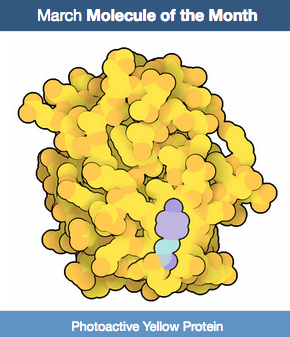 March Molecule of the Month
Photoactive Yellow Protein